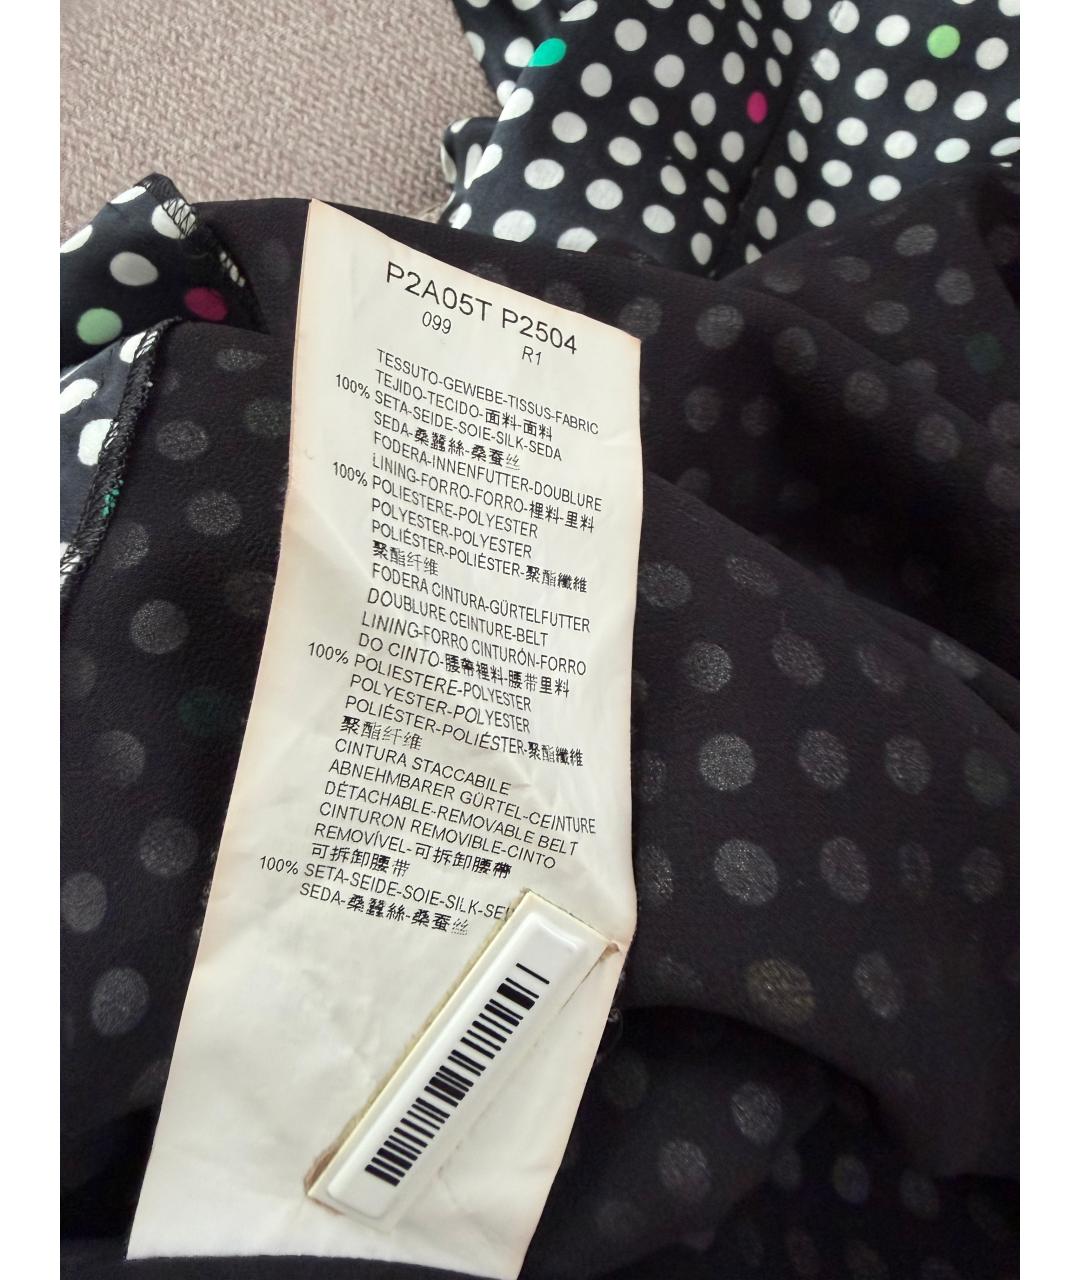 P2A05T P2504
099 R1
TESSUTO-GEWEBE-TISSUS-FABRIC
TEJIDO-TECIDO-面料-面料
100% SETA-SEIDE-SOIE-SILK-SEDA
SEDA-桑蠶絲-桑蚕丝
FODERA-INNENFUTTER-DOUBLURE
LINING-FORRO-FORRO-裡料-里料
100% POLIESTERE-POLYESTER
POLYESTER-POLYESTER
POLIÉSTER-POLIÉSTER-聚酯纖維
聚酯纤维
FODERA CINTURA-GÜRTELFUTTER
DOUBLURE CEINTURE-BELT
LINING-FORRO CINTURÓN-FORRO
DO CINTO-腰帶裡料-腰带里料
100% POLIESTERE-POLYESTER
POLYESTER-POLYESTER
POLIÉSTER-POLIÉSTER-聚酯纖維
聚酯纤维
CINTURA STACCABILE
ABNEHMBARER GÜRTEL-CEINTURE
DÉTACHABLE-REMOVABLE BELT
CINTURON REMOVIBLE-CINTO
REMOVÍVEL-可拆卸腰帶
可拆卸腰带
100% SETA-SEIDE-SOIE-SILK-SE
SEDA-桑蠶絲-桑蚕丝